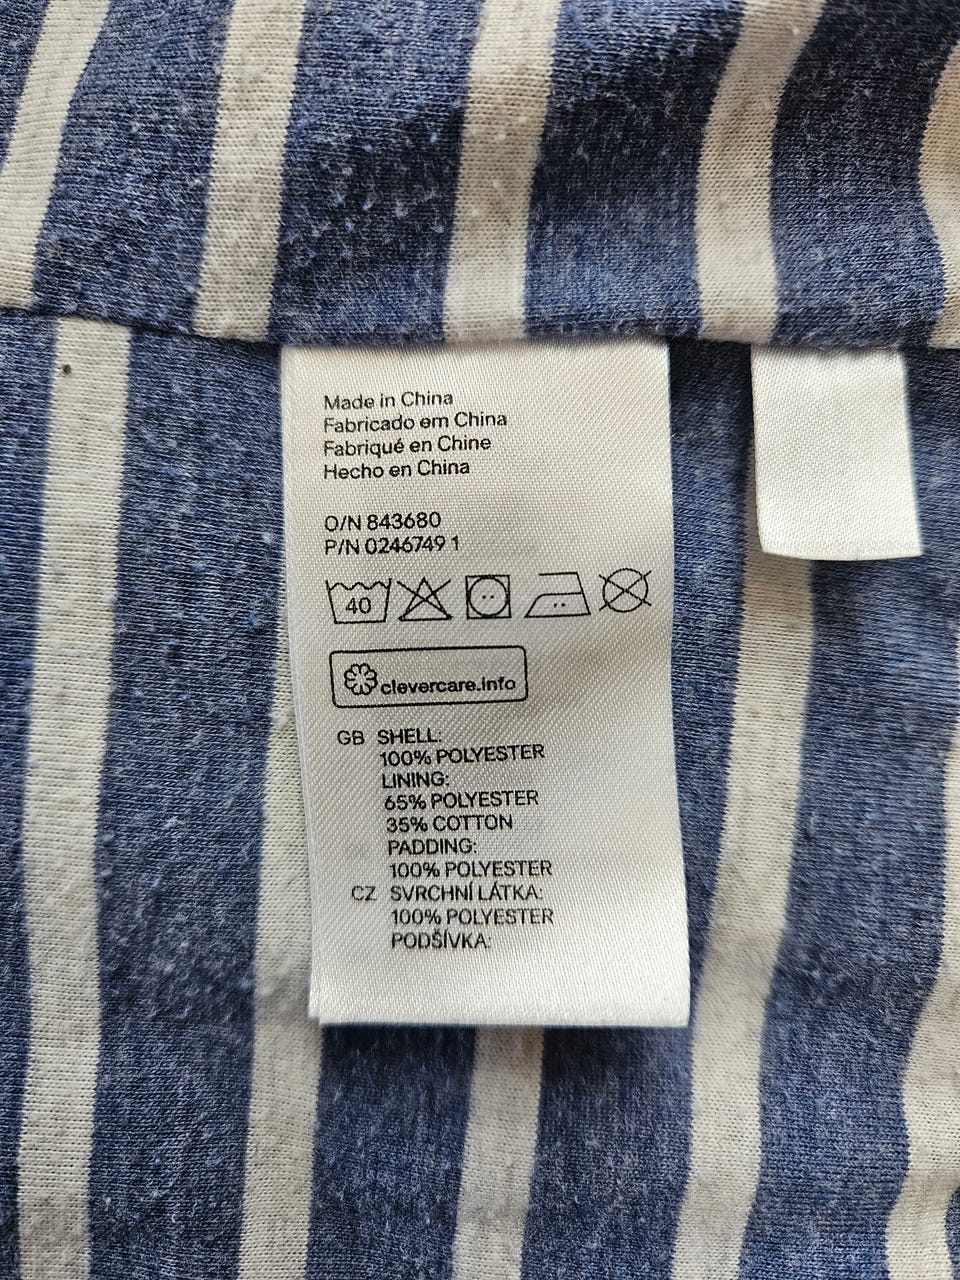 Made in China
Fabricado em China
Fabriqué en Chine
Hecho en China
O/N 843680
P/N 0246749 1
40
clevercare.info
GB SHELL:
100% POLYESTER
LINING:
65% POLYESTER
35% COTTON
PADDING:
100% POLYESTER
CZ SVRCHNÍ LÁTKA:
100% POLYESTER
PODŠÍVKA: